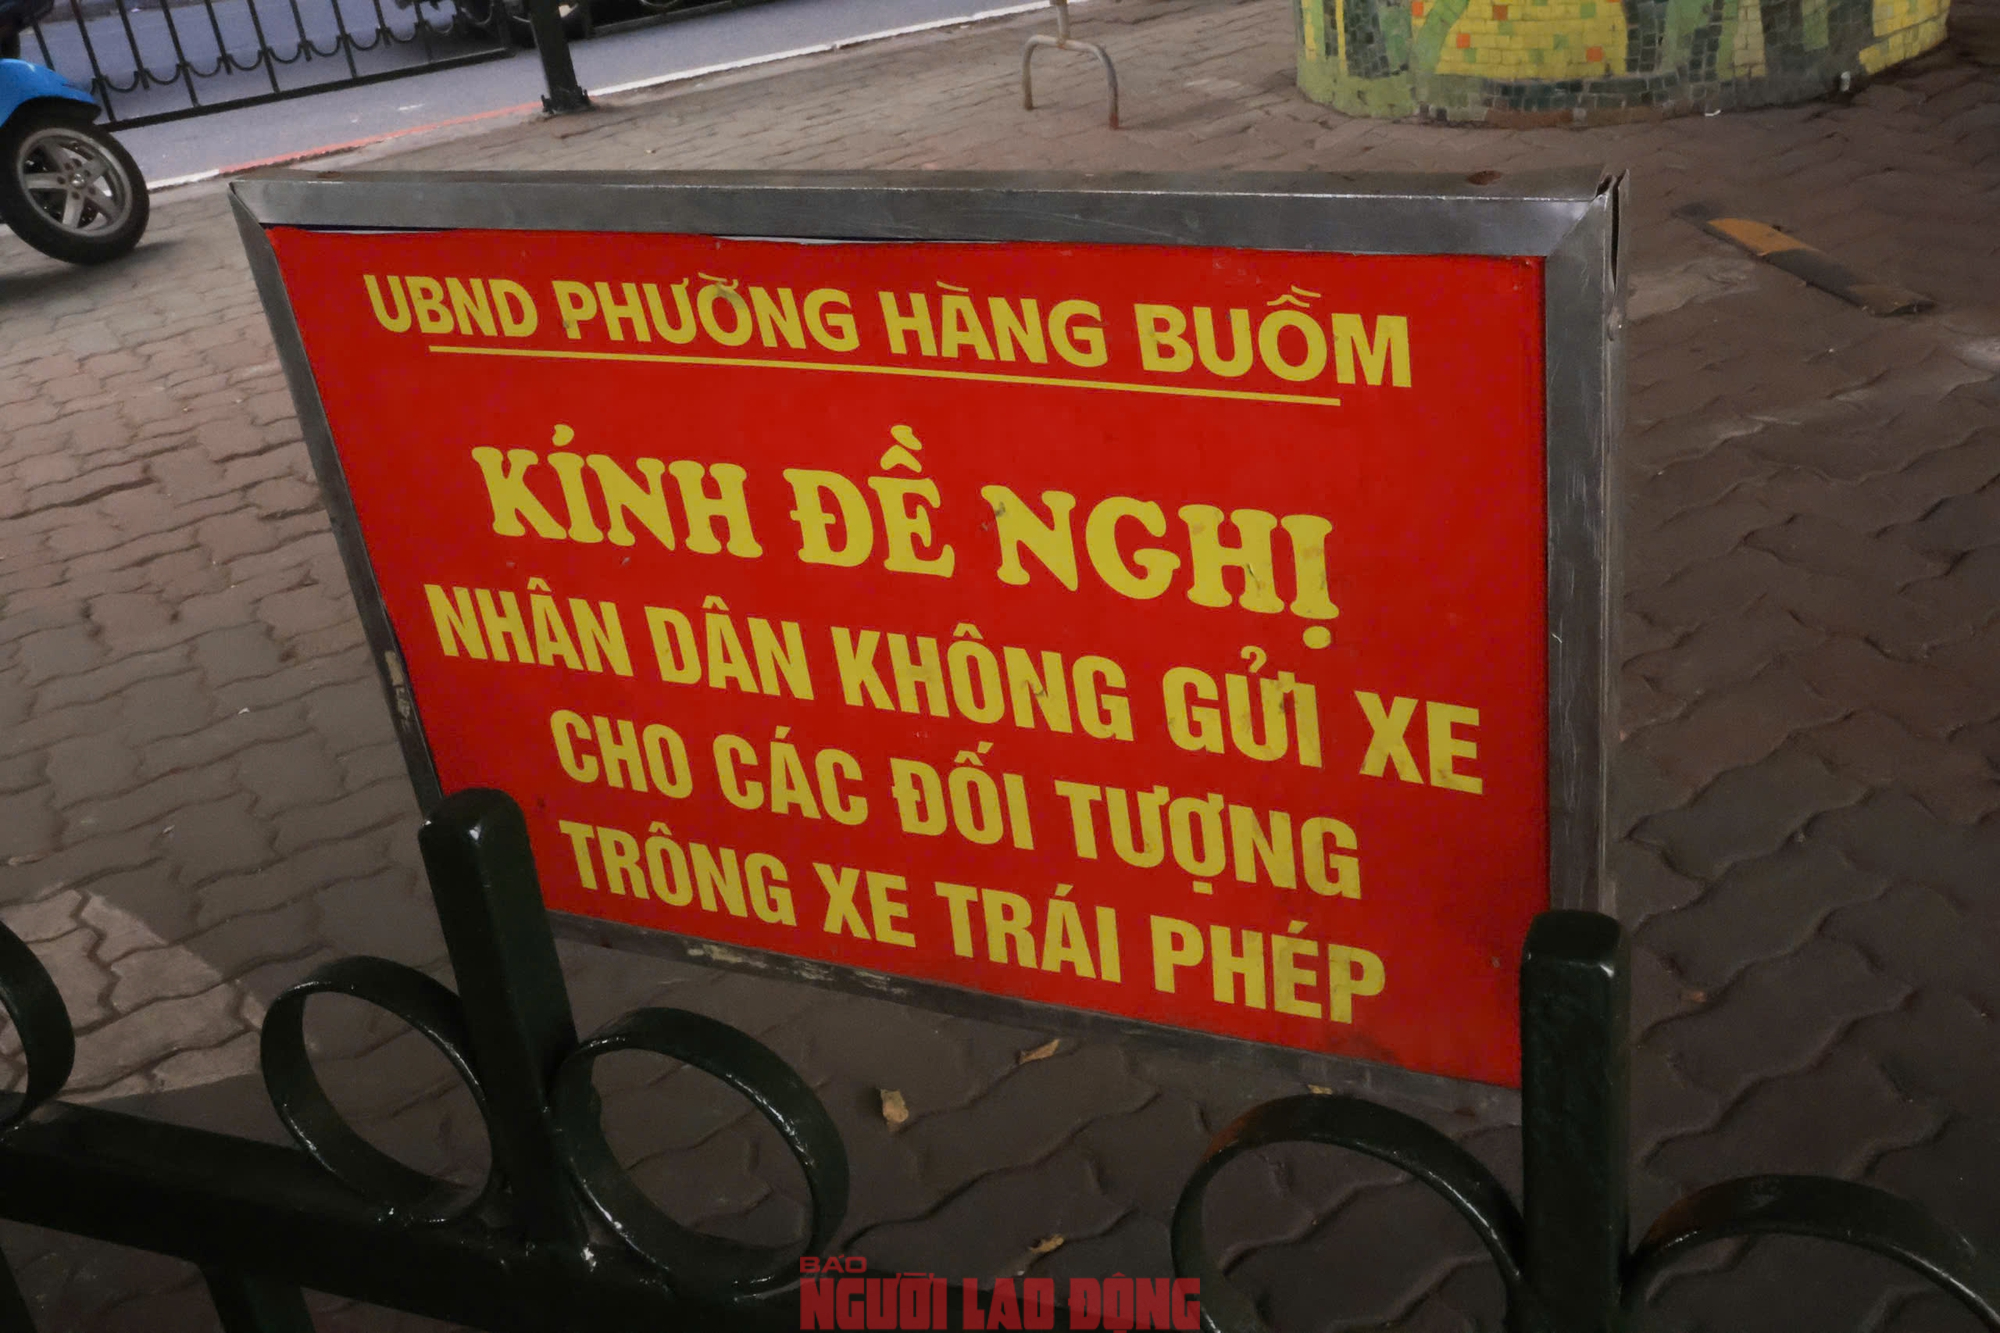 UBND PHƯỜNG HÀNG BUỒM
KÍNH ĐỀ NGHỊ
NHÂN DÂN KHÔNG GỬI XE
CHO CÁC ĐỐI TƯỢNG
TRÔNG XE TRÁI PHÉP
BÁO
NGƯỜI LAO ĐỘNG